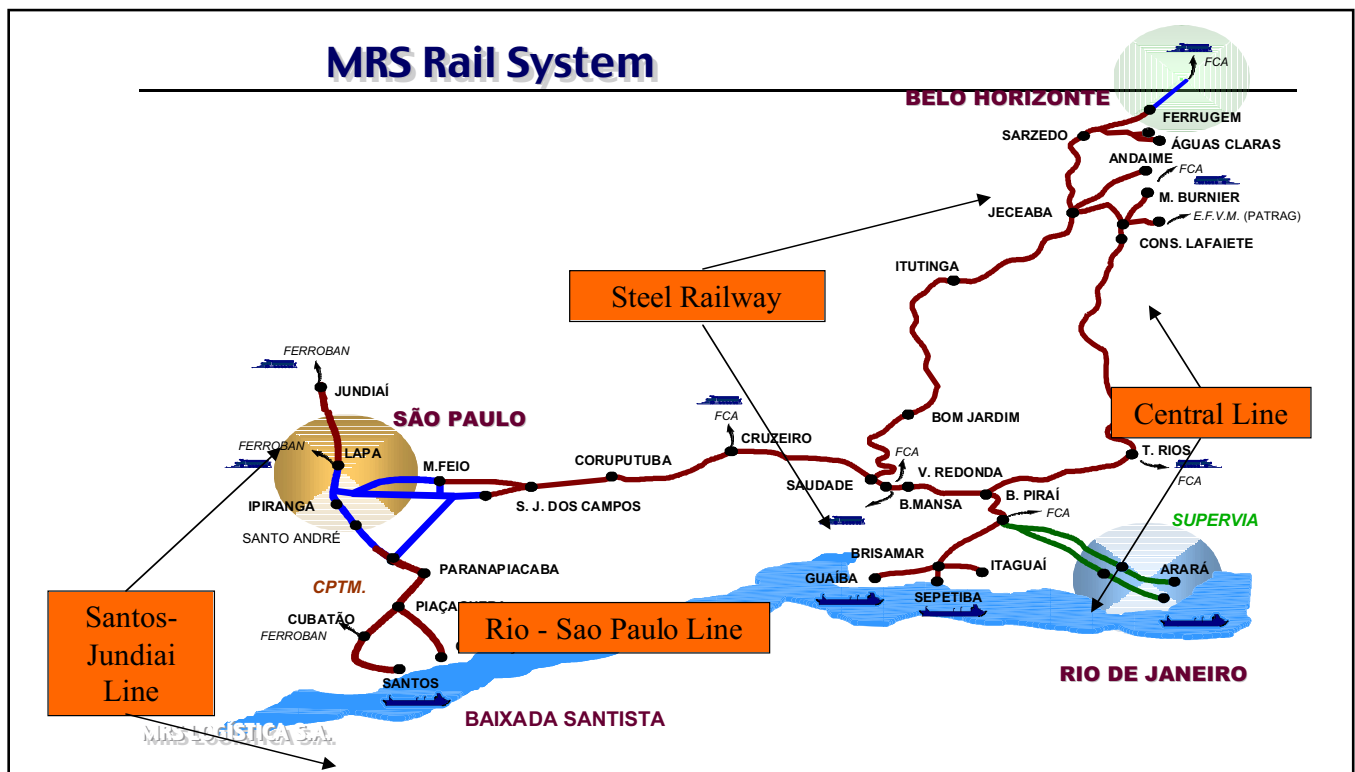 MRS Rail System
FCA
BELO HORIZONTE
FERRUGEM
SARZEDO
ÁGUAS CLARAS
ANDAIME
FCA
M. BURNIER
JECEABA
E.F.V.M. (PATRAG)
CONS. LAFAIETE
ITUTINGA
Steel Railway
FERROBAN
JUNDIAÍ
SÃO PAULO
FCA
BOM JARDIM
Central Line
FERROBAN
LAPA
M.FEIO
CORUPUTUBA
CRUZEIRO
FCA
T. RIOS
FCA
SAUDADE
V. REDONDA
IPIRANGA
S. J. DOS CAMPOS
B.MANSA
B. PIRAÍ
FCA
SUPERVIA
SANTO ANDRÉ
BRISAMAR
ITAGUAÍ
ARARÁ
PARANAPIACABA
GUAÍBA
CPTM.
SEPETIBA
Santos-
Jundiai
Line
CUBATÃO
FERROBAN
Rio - Sao Paulo Line
RIO DE JANEIRO
SANTOS
BAIXADA SANTISTA
MRS LOGÍSTICA S.A.